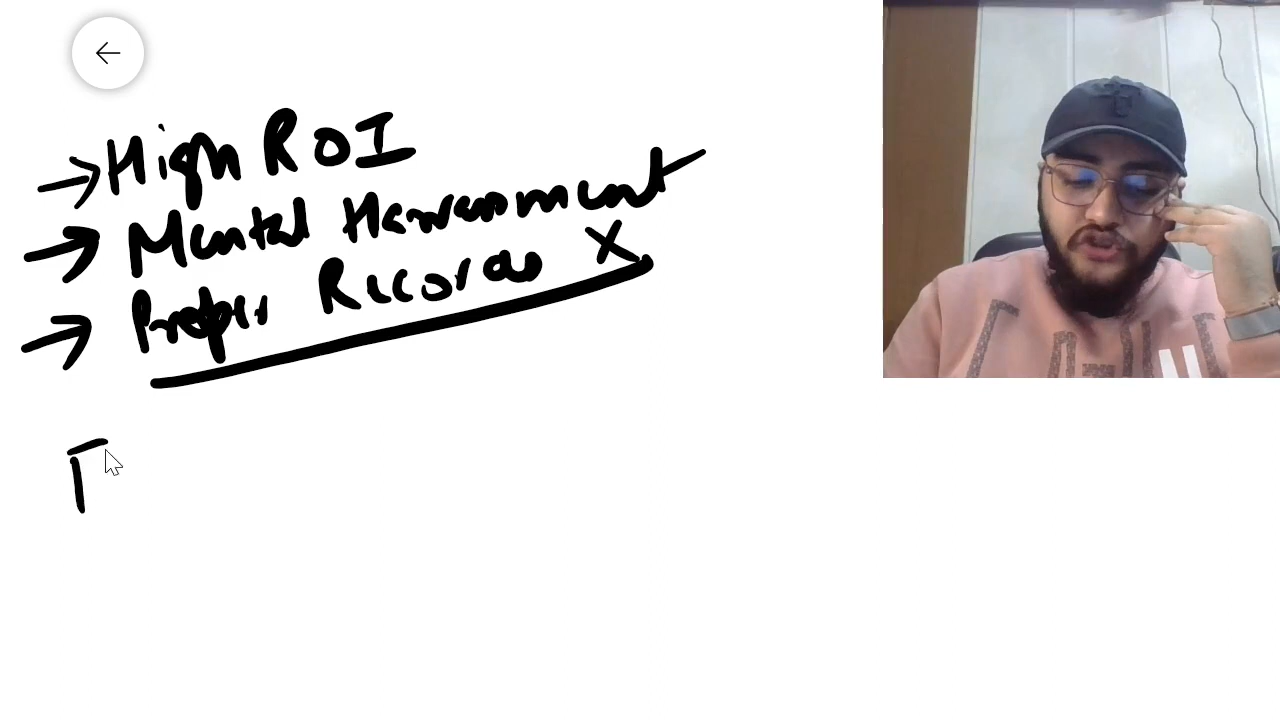 → High ROI
→ Mental Harassment
→ Proper Records X